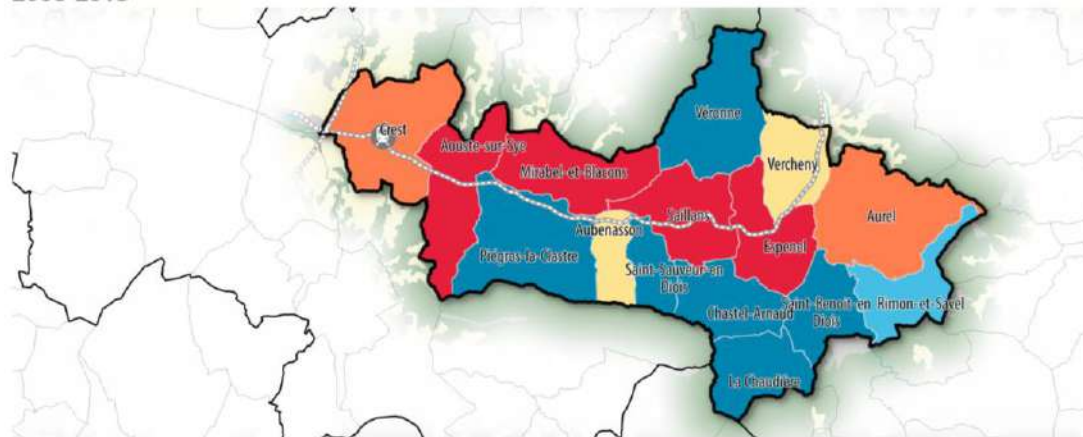 Véronne
Crest
Aouste-sur-Sye
Vercheny
Mirabel-et-Blacons
Saillans
Aurel
Aubenasson
Espenel
Piégros-la-Clastre
Saint-Sauveur-en
Diois
Chastel-Arnaud
Saint-Benoit-en
Diois
Rimon-et-Savel
La Chaudière